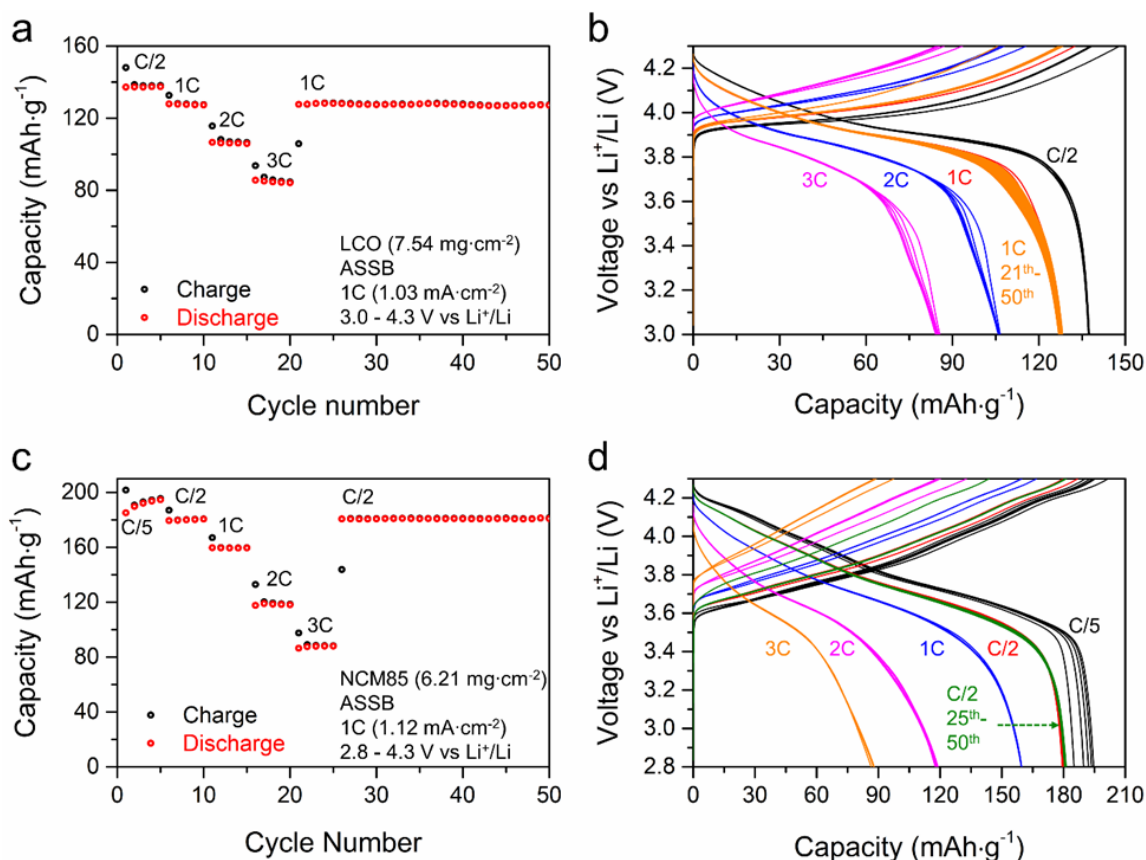 a
Capacity (mAh·g⁻¹)
160
120
80
40
0
C/2
1C
2C
3C
1C
LCO (7.54 mg·cm⁻²)
ASSB
1C (1.03 mA·cm⁻²)
3.0 - 4.3 V vs Li⁺/Li
Charge
Discharge
0 10 20 30 40 50
Cycle number
b
Voltage vs Li⁺/Li (V)
4.2
4.0
3.8
3.6
3.4
3.2
3.0
C/2
3C
2C
1C
1C
21ᵗʰ-
50ᵗʰ
0 30 60 90 120 150
Capacity (mAh·g⁻¹)
c
Capacity (mAh·g⁻¹)
200
160
120
80
40
0
C/5
C/2
1C
2C
3C
C/2
NCM85 (6.21 mg·cm⁻²)
ASSB
1C (1.12 mA·cm⁻²)
2.8 - 4.3 V vs Li⁺/Li
Charge
Discharge
0 10 20 30 40 50
Cycle Number
d
Voltage vs Li⁺/Li (V)
4.2
4.0
3.8
3.6
3.4
3.2
3.0
2.8
3C
2C
1C
C/2
C/5
C/2
25ᵗʰ-
50ᵗʰ
0 30 60 90 120 150 180 210
Capacity (mAh·g⁻¹)